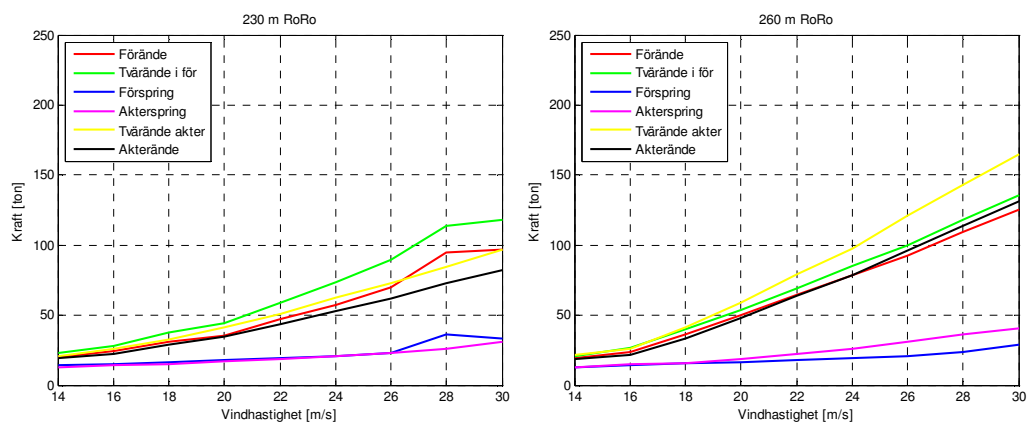 230 m RoRo
250
200
150
100
50
0
Kraft [ton]
Förände
Tvärände i för
Förspring
Akterspring
Tvärände akter
Akterände
14 16 18 20 22 24 26 28 30
Vindhastighet [m/s]
260 m RoRo
250
200
150
100
50
0
Kraft [ton]
Förände
Tvärände i för
Förspring
Akterspring
Tvärände akter
Akterände
14 16 18 20 22 24 26 28 30
Vindhastighet [m/s]